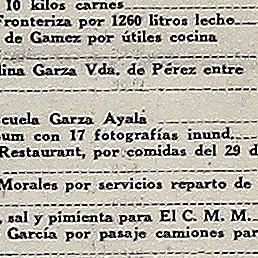 10 kilos carnes
Fronteriza por 1260 litros leche
de Gamez por útiles cocina
lina Garza Vda. de Pérez entre
cuela Garza Ayala
um con 17 fotografías inund.
Restaurant, por comidas del 29 d
Morales por servicios reparto de
, sal y pimienta para El C. M. M.
García por pasaje camiones par